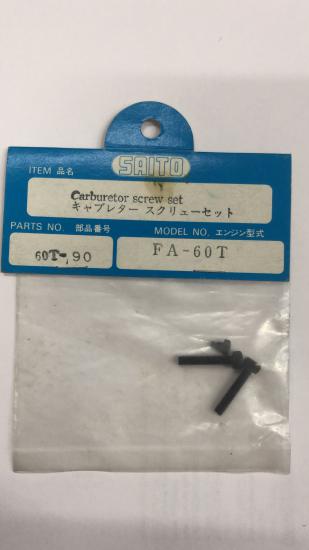 SAITO
ITEM 品名
Carburetor screw set
キャブレター スクリューセット
PARTS NO. 部品番号
MODEL NO. エンジン型式
60T-90
FA-60T